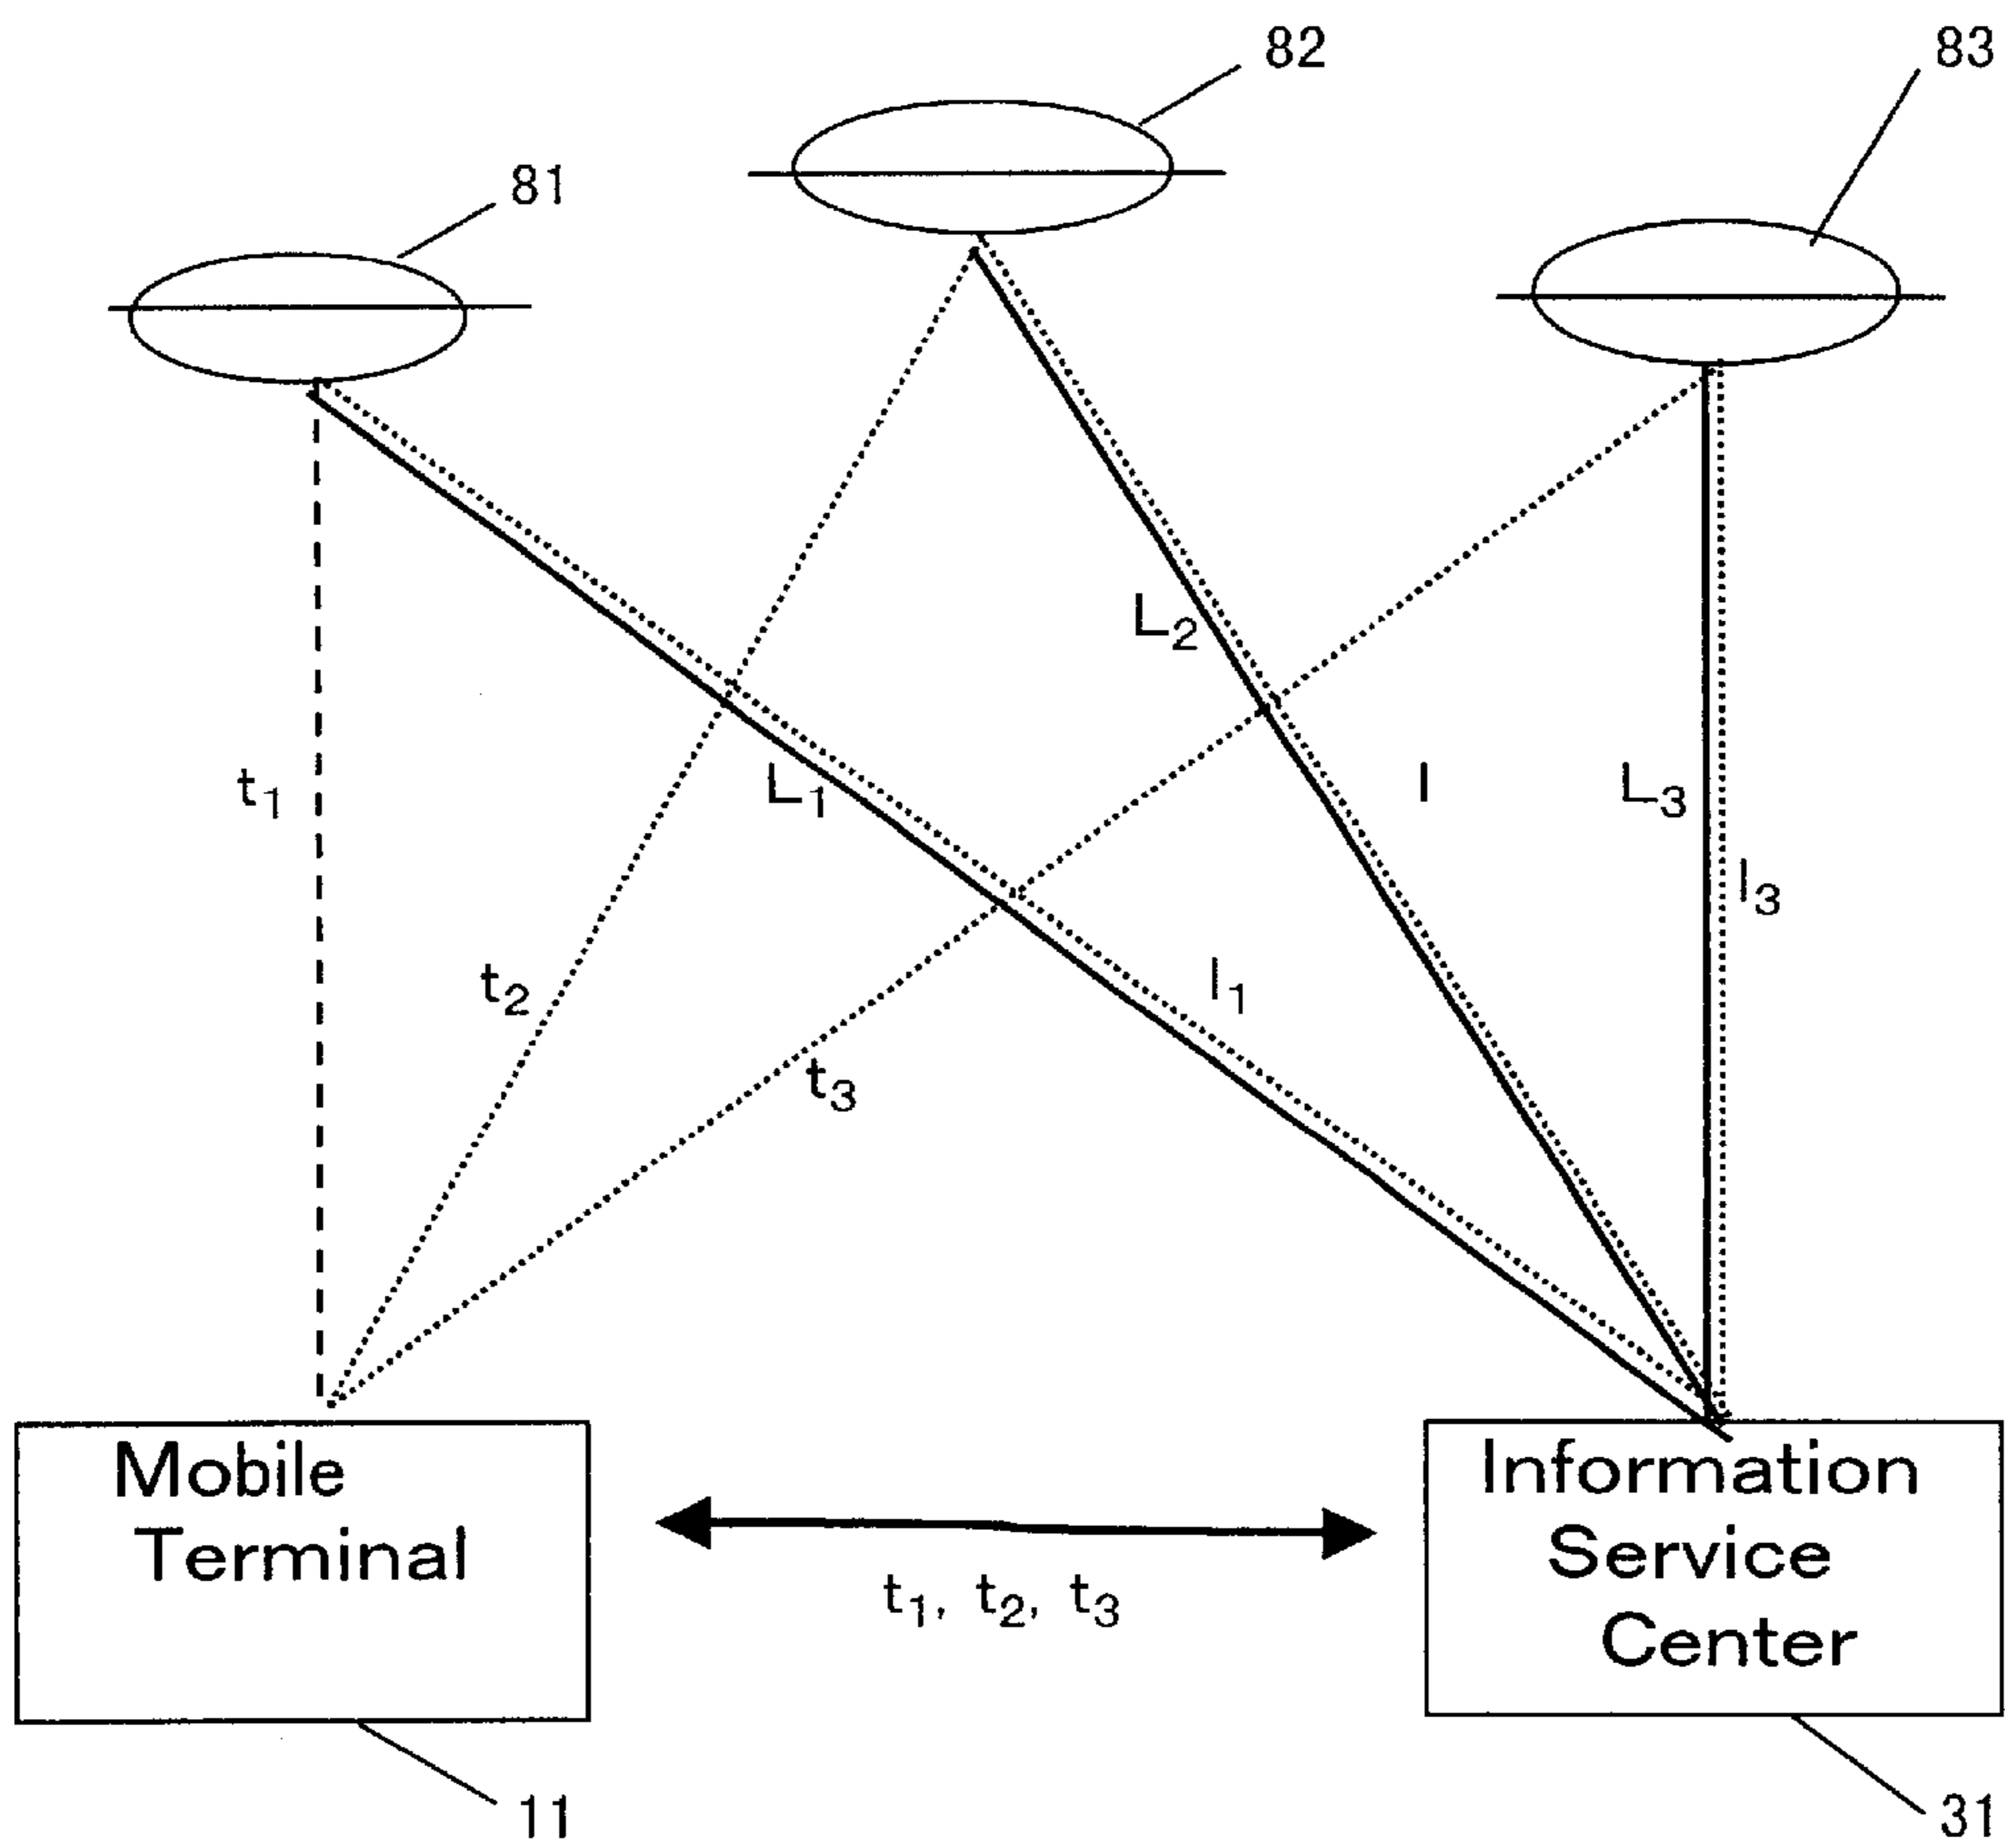 82
83
81
L₂
t₁
L₁
l
L₃
l₃
t₂
l₁
t₃
Mobile
Terminal
Information
Service
Center
t₁, t₂, t₃
11
31